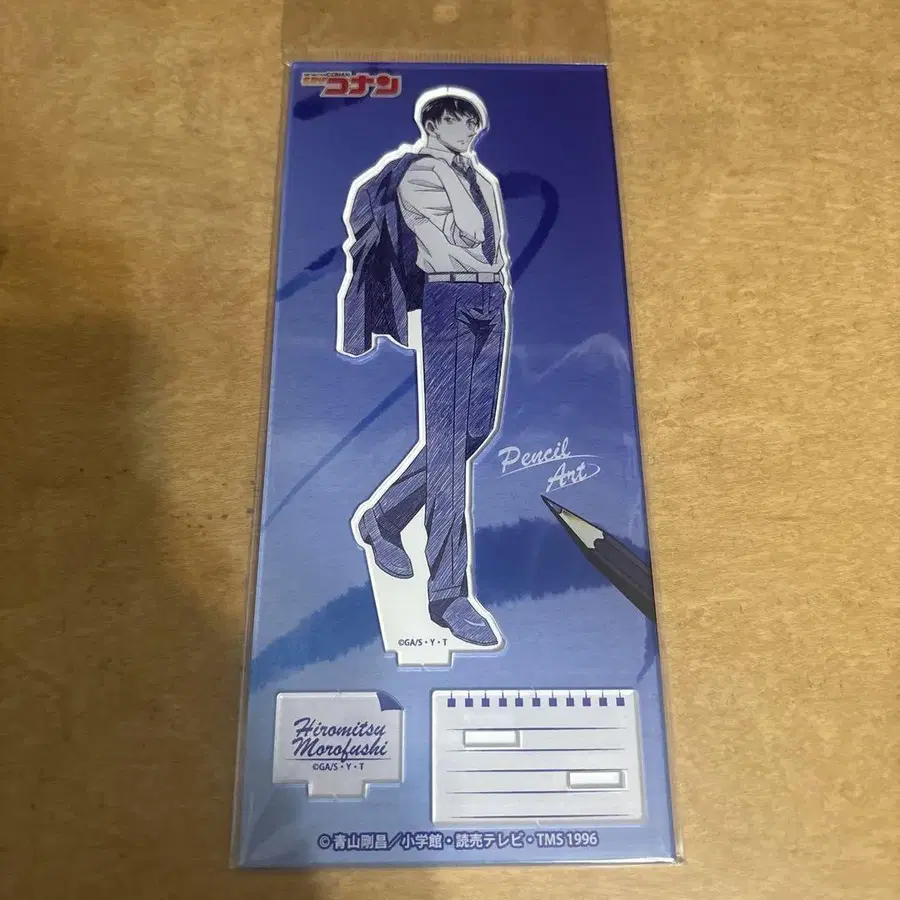 コナン
Pencil
Art
©GA/S・Y・T
Hiromitsu
Morofushi
©GA/S・Y・T
©青山剛昌／小学館・読売テレビ・TMS 1996